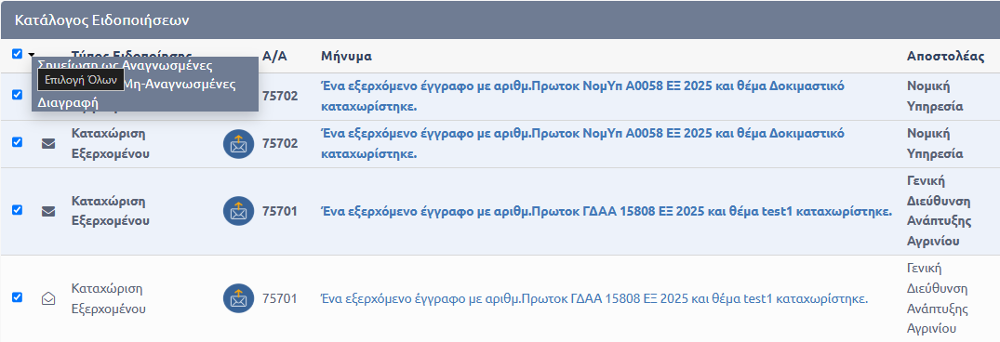 Κατάλογος Ειδοποιήσεων
Τύπος Ειδοποίησης Α/Α Μήνυμα Αποστολέας
Σημείωση ως Αναγνωσμένες
Επιλογή Όλων
Μη-Αναγνωσμένες
Διαγραφή
75702
Ένα εξερχόμενο έγγραφο με αριθμ.Πρωτοκ ΝομΥπ Α0058 ΕΞ 2025 και θέμα Δοκιμαστικό
καταχωρίστηκε.
Νομική
Υπηρεσία
Καταχώριση
Εξερχομένου
75702
Ένα εξερχόμενο έγγραφο με αριθμ.Πρωτοκ ΝομΥπ Α0058 ΕΞ 2025 και θέμα Δοκιμαστικό
καταχωρίστηκε.
Νομική
Υπηρεσία
Καταχώριση
Εξερχομένου
75701
Ένα εξερχόμενο έγγραφο με αριθμ.Πρωτοκ ΓΔΑΑ 15808 ΕΞ 2025 και θέμα test1 καταχωρίστηκε.
Γενική
Διεύθυνση
Ανάπτυξης
Αγρινίου
Καταχώριση
Εξερχομένου
75701
Ένα εξερχόμενο έγγραφο με αριθμ.Πρωτοκ ΓΔΑΑ 15808 ΕΞ 2025 και θέμα test1 καταχωρίστηκε.
Γενική
Διεύθυνση
Ανάπτυξης
Αγρινίου